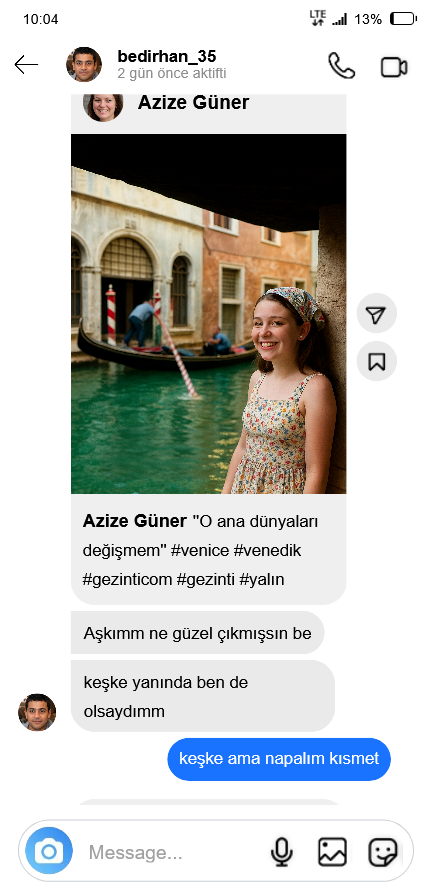 10:04
LTE
13%
bedirhan_35
2 gün önce aktifti
Azize Güner
Azize Güner "O ana dünyaları
değişmem" #venice #venedik
#gezinticom #gezinti #yalın
Aşkımm ne güzel çıkmışsın be
keşke yanında ben de
olsaydımm
keşke ama napalım kısmet
Message...